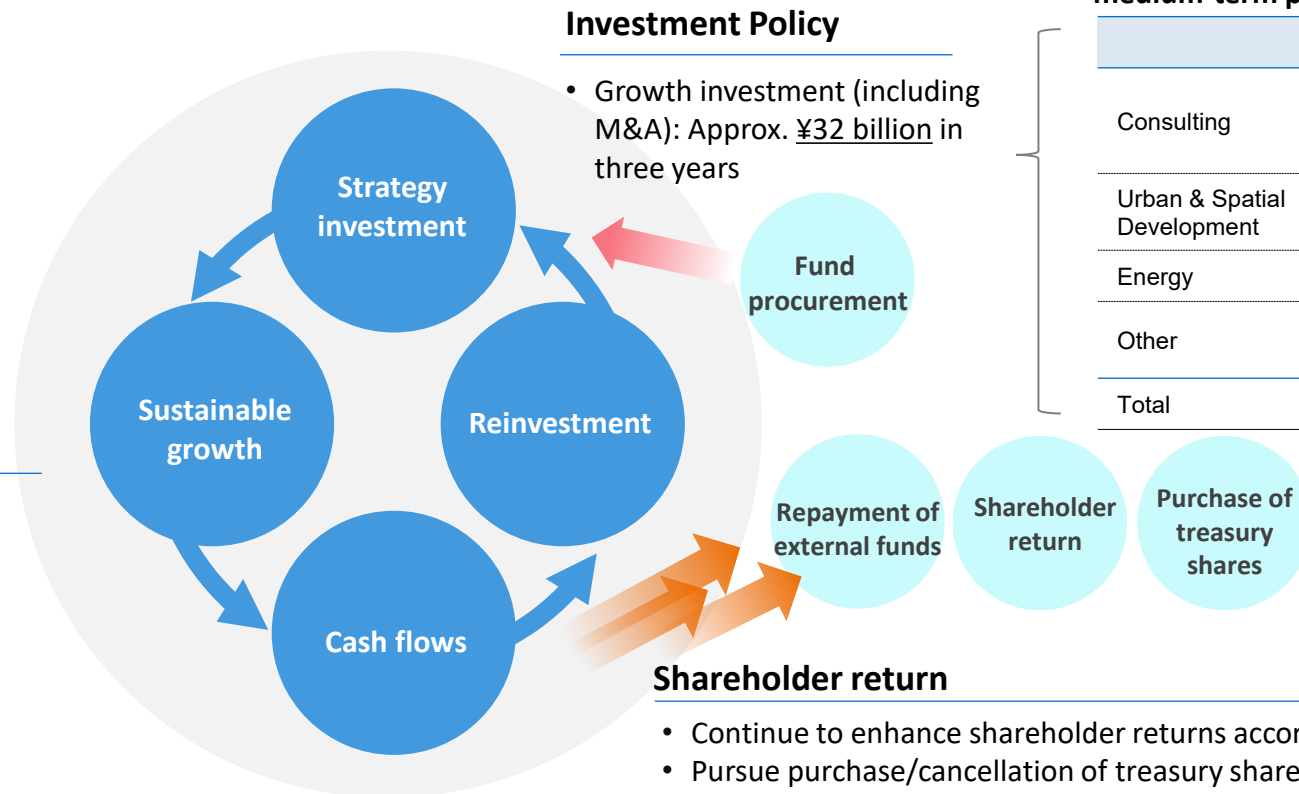 Investment Policy
• Growth investment (including
M&A): Approx. ¥32 billion in
three years
Consulting
Urban & Spatial
Development
Energy
Other
Total
Strategy
investment
Fund
procurement
Sustainable
growth
Reinvestment
Cash flows
Repayment of
external funds
Shareholder
return
Purchase of
treasury
shares
Shareholder return
• Continue to enhance shareholder returns
• Pursue purchase/cancellation of treasury